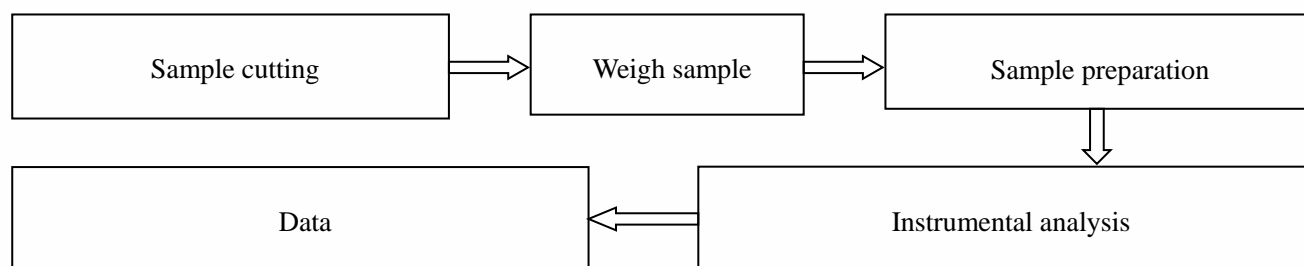 Sample cutting
Weigh sample
Sample preparation
Instrumental analysis
Data